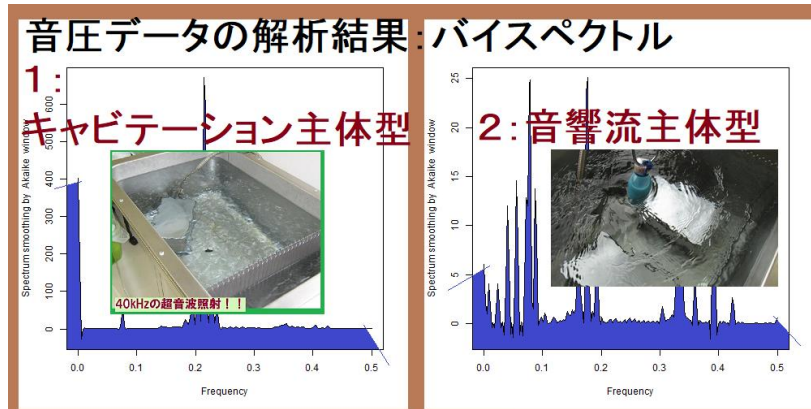 音圧データの解析結果:バイスペクトル
1:
キャビテーション主体型
Spectrum smoothing by Akaike window
0
100
200
300
400
500
600
40kHzの超音波照射!!
0.0 0.1 0.2 0.3 0.4 0.5
Frequency
2:音響流主体型
Spectrum smoothing by Akaike window
0
5
10
15
20
25
0.0 0.1 0.2 0.3 0.4 0.5
Frequency